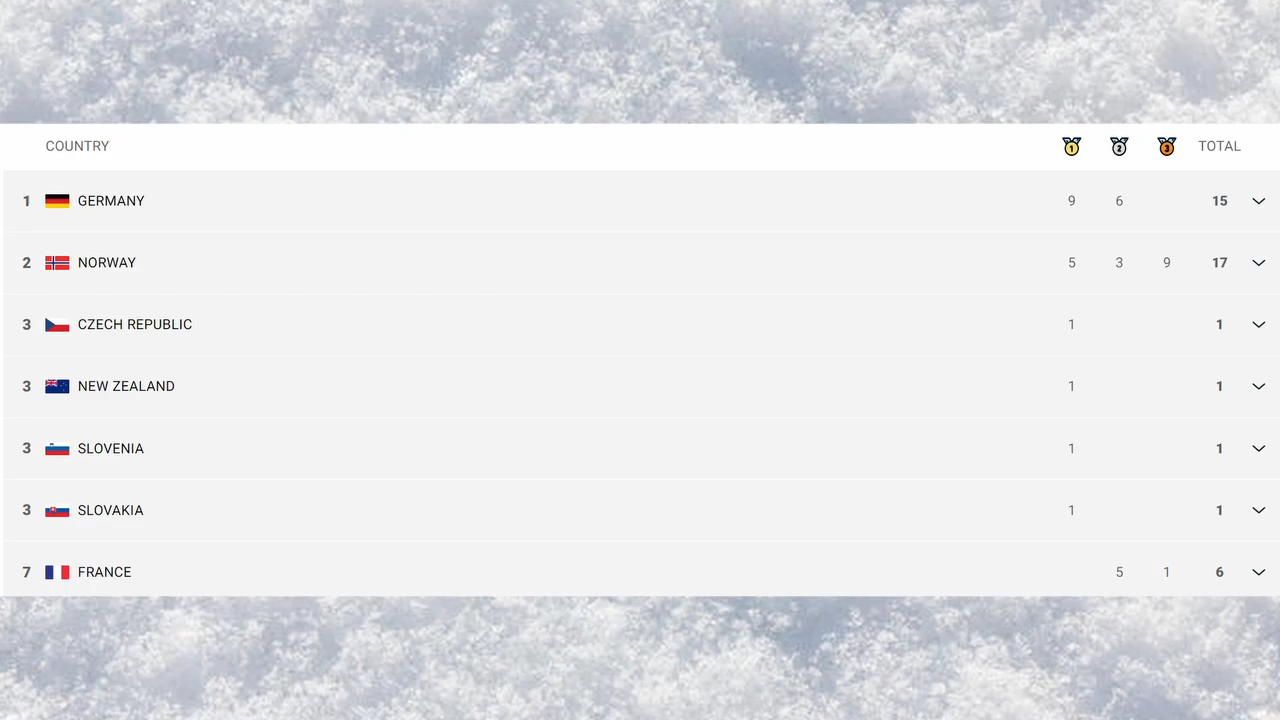 COUNTRY 1 2 3 TOTAL
1 GERMANY 9 6 15
2 NORWAY 5 3 9 17
3 CZECH REPUBLIC 1 1
3 NEW ZEALAND 1 1
3 SLOVENIA 1 1
3 SLOVAKIA 1 1
7 FRANCE 5 1 6